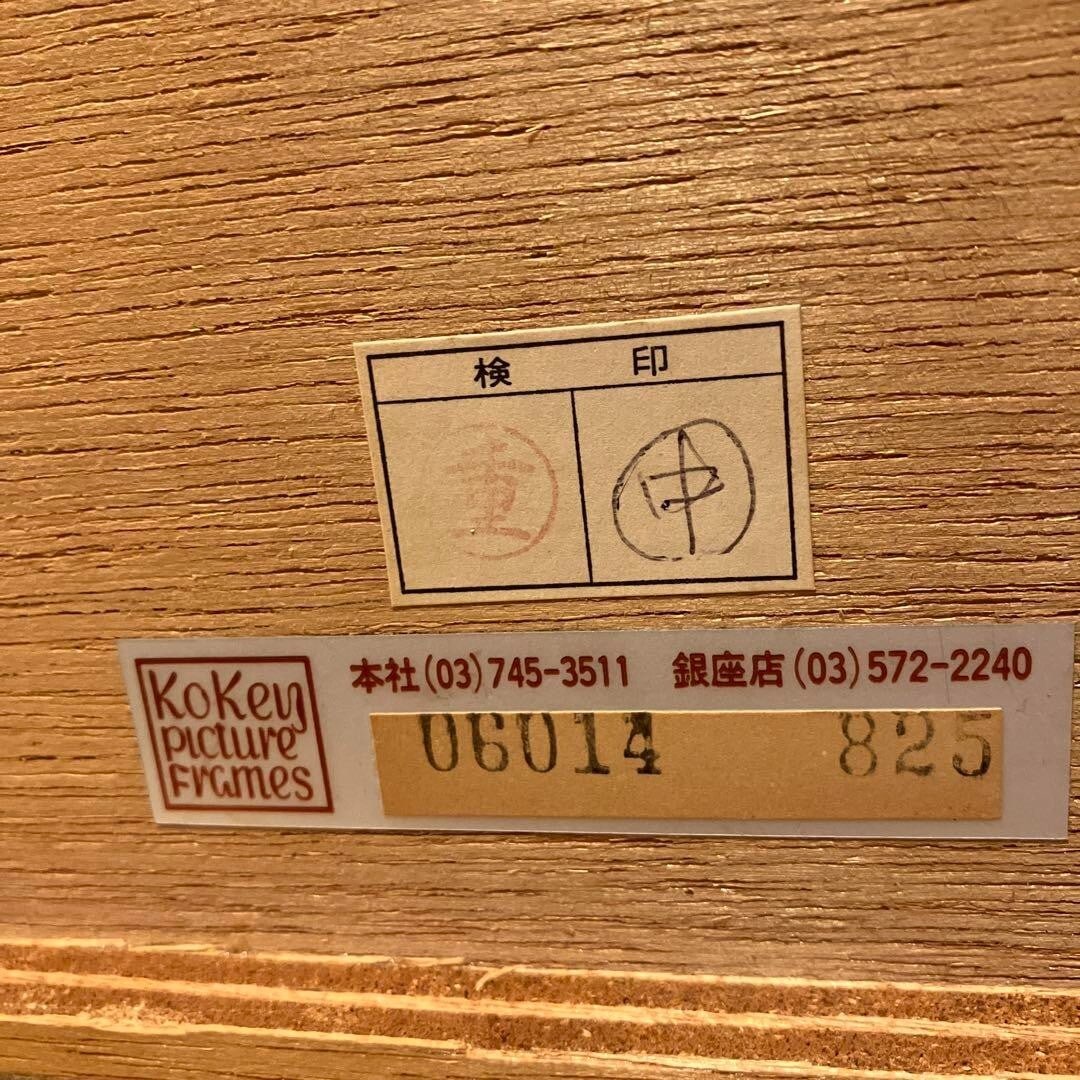 検 印
重 中
KoKey
picture
Frames
本社(03)745-3511 銀座店(03)572-2240
06014 825